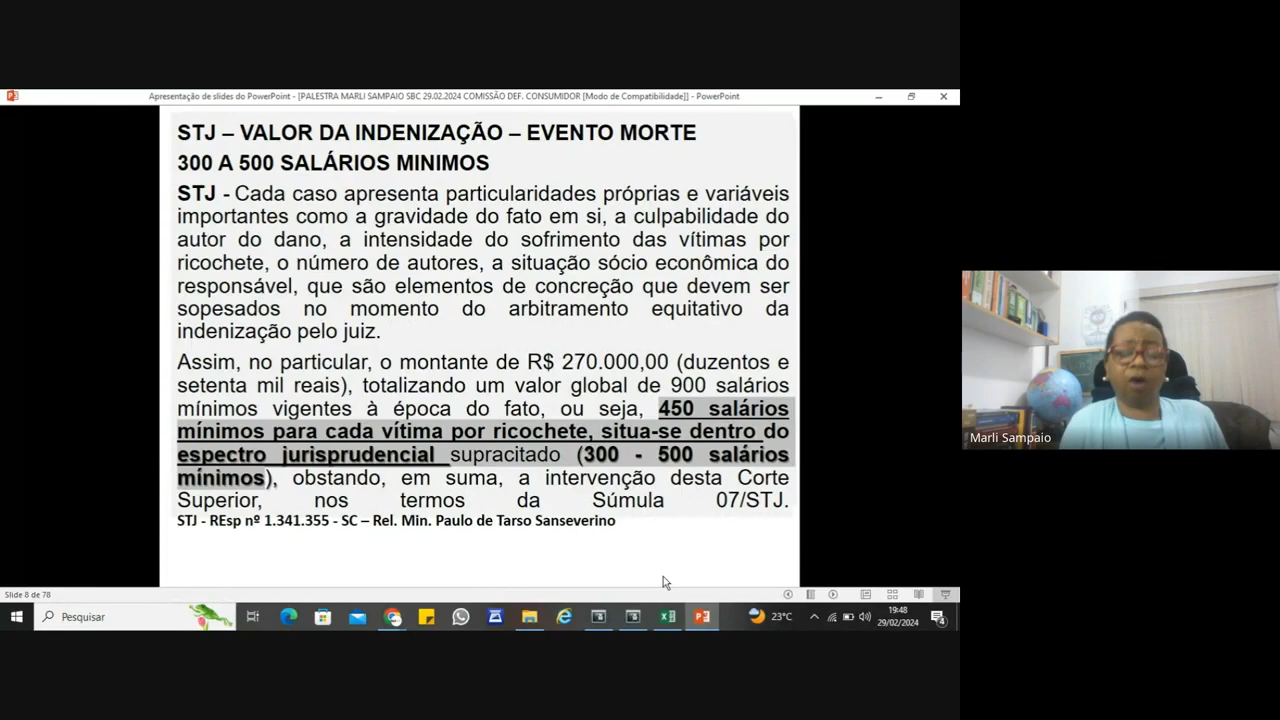 Apresentação de slides do PowerPoint - [PALESTRA MARLI SAMPAIO SBC 29.02.2024 COMISSÃO DEF. CONSUMIDOR [Modo de Compatibilidade]] - PowerPoint
STJ – VALOR DA INDENIZAÇÃO – EVENTO MORTE
300 A 500 SALÁRIOS MINIMOS
STJ - Cada caso apresenta particularidades próprias e variáveis
importantes como a gravidade do fato em si, a culpabilidade do
autor do dano, a intensidade do sofrimento das vítimas por
ricochete, o número de autores, a situação sócio econômica do
responsável, que são elementos de concreção que devem ser
sopesados no momento do arbitramento equitativo da
indenização pelo juiz.
Assim, no particular, o montante de R$ 270.000,00 (duzentos e
setenta mil reais), totalizando um valor global de 900 salários
mínimos vigentes à época do fato, ou seja, 450 salários
mínimos para cada vítima por ricochete, situa-se dentro do
espectro jurisprudencial supracitado (300 - 500 salários
mínimos), obstando, em suma, a intervenção desta Corte
Superior, nos termos da Súmula 07/STJ.
STJ - REsp nº 1.341.355 - SC – Rel. Min. Paulo de Tarso Sanseverino
Marli Sampaio
Slide 8 de 78
Pesquisar
23°C
19:48
29/02/2024
4